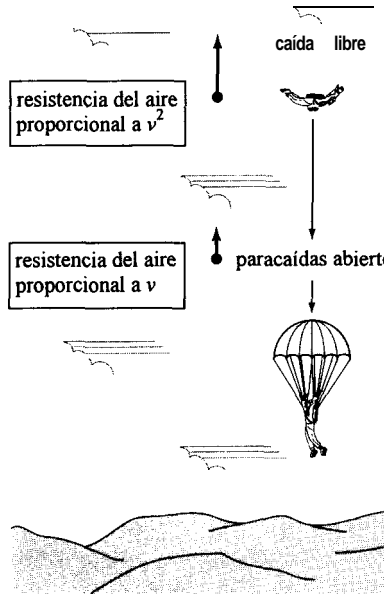 caída libre
resistencia del aire
proporcional a v²
resistencia del aire
proporcional a v
paracaídas abierto